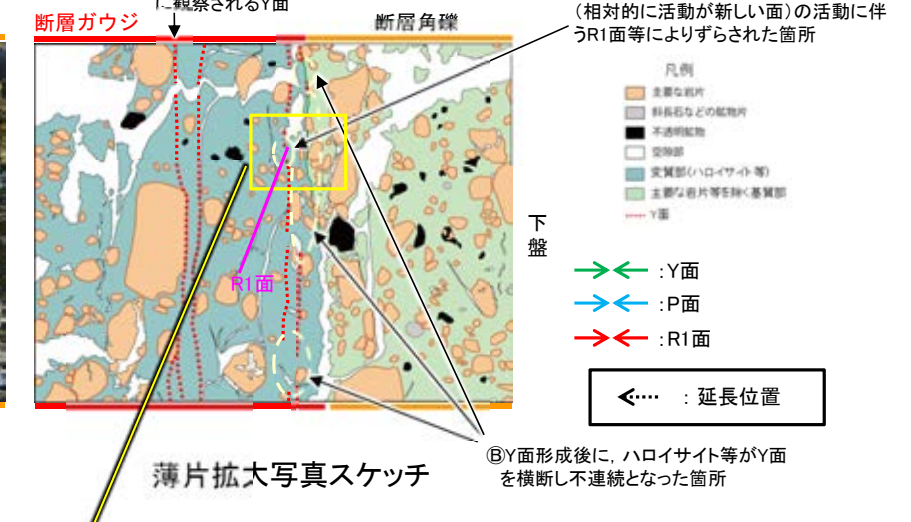 に観察されるY面
断層ガウジ
断層角礫
(相対的に活動が新しい面)の活動に伴
うR1面等によりずらされた箇所
凡例
主要な岩片
斜長石などの鉱物片
不透明鉱物
空隙部
変質部(ハロイサイト等)
主要な岩片等を除く基質部
Y面
下
盤
R1面
:Y面
:P面
:R1面
: 延長位置
ⒷY面形成後に,ハロイサイト等がY面
を横断し不連続となった箇所
薄片拡大写真スケッチ